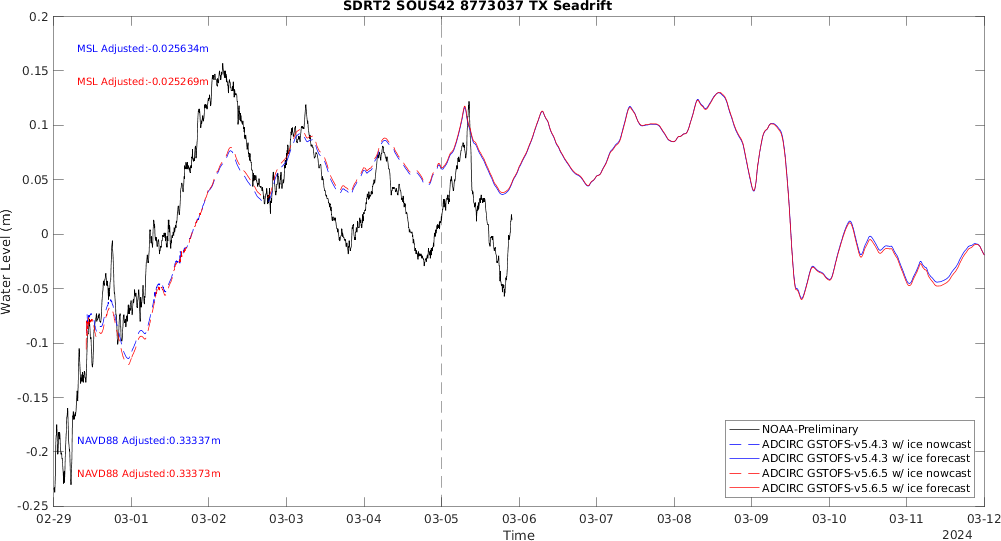 SDRT2 SOUS42 8773037 TX Seadrift
0.2
0.15
0.1
0.05
0
-0.05
-0.1
-0.15
-0.2
-0.25
Water Level (m)
MSL Adjusted:-0.025634m
MSL Adjusted:-0.025269m
NAVD88 Adjusted:0.33337m
NAVD88 Adjusted:0.33373m
NOAA-Preliminary
ADCIRC GSTOFS-v5.4.3 w/ ice nowcast
ADCIRC GSTOFS-v5.4.3 w/ ice forecast
ADCIRC GSTOFS-v5.6.5 w/ ice nowcast
ADCIRC GSTOFS-v5.6.5 w/ ice forecast
02-29 03-01 03-02 03-03 03-04 03-05 03-06 03-07 03-08 03-09 03-10 03-11 03-12
Time
2024